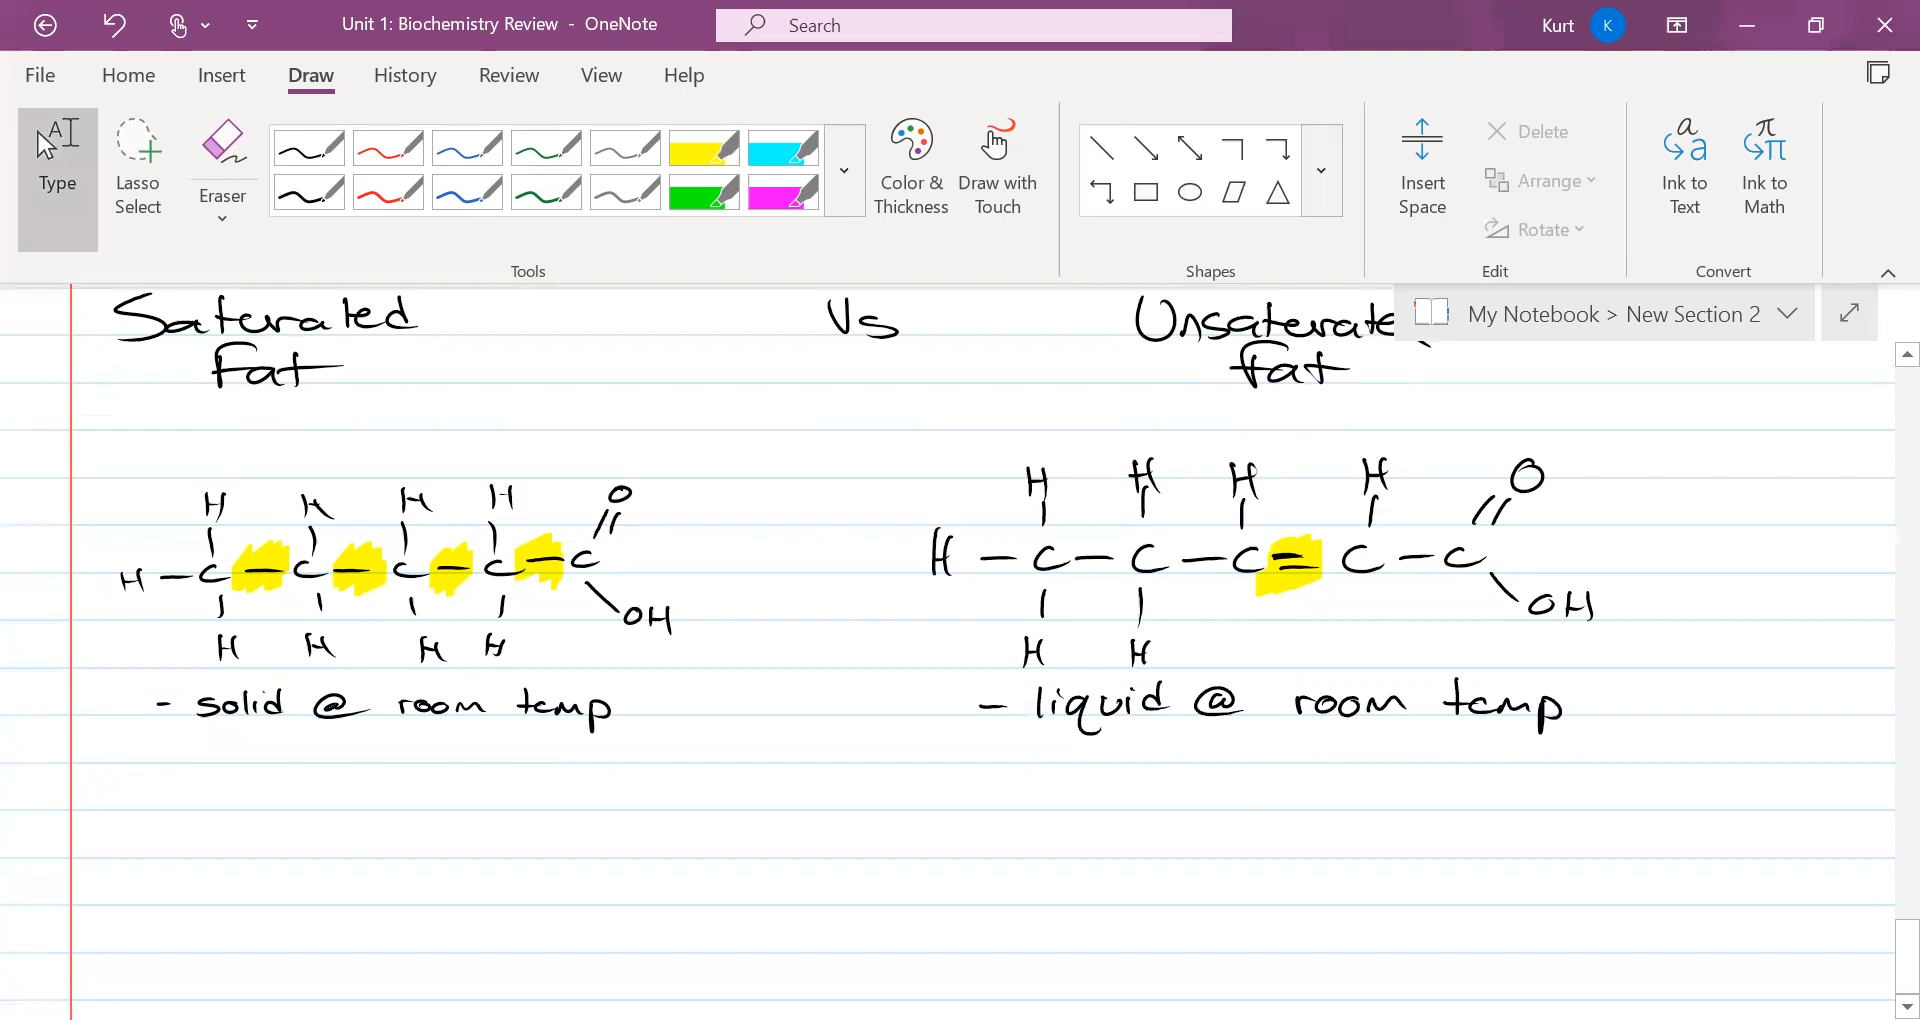 Unit 1: Biochemistry Review - OneNote
Search
Kurt
K
File Home Insert Draw History Review View Help
Type
Lasso Select
Eraser
Color & Thickness
Draw with Touch
Insert Space
Delete
Arrange
Rotate
a
a
Ink to Text
π
π
Ink to Math
Tools
Shapes
Edit
Convert
My Notebook > New Section 2
Saturated Vs Unsaturate
Fat Fat
H H H H O
H – C – C – C – C – C
OH
H H H H
- solid @ room temp
H H H H O
H – C – C – C = C – C
OH
H H
- liquid @ room temp